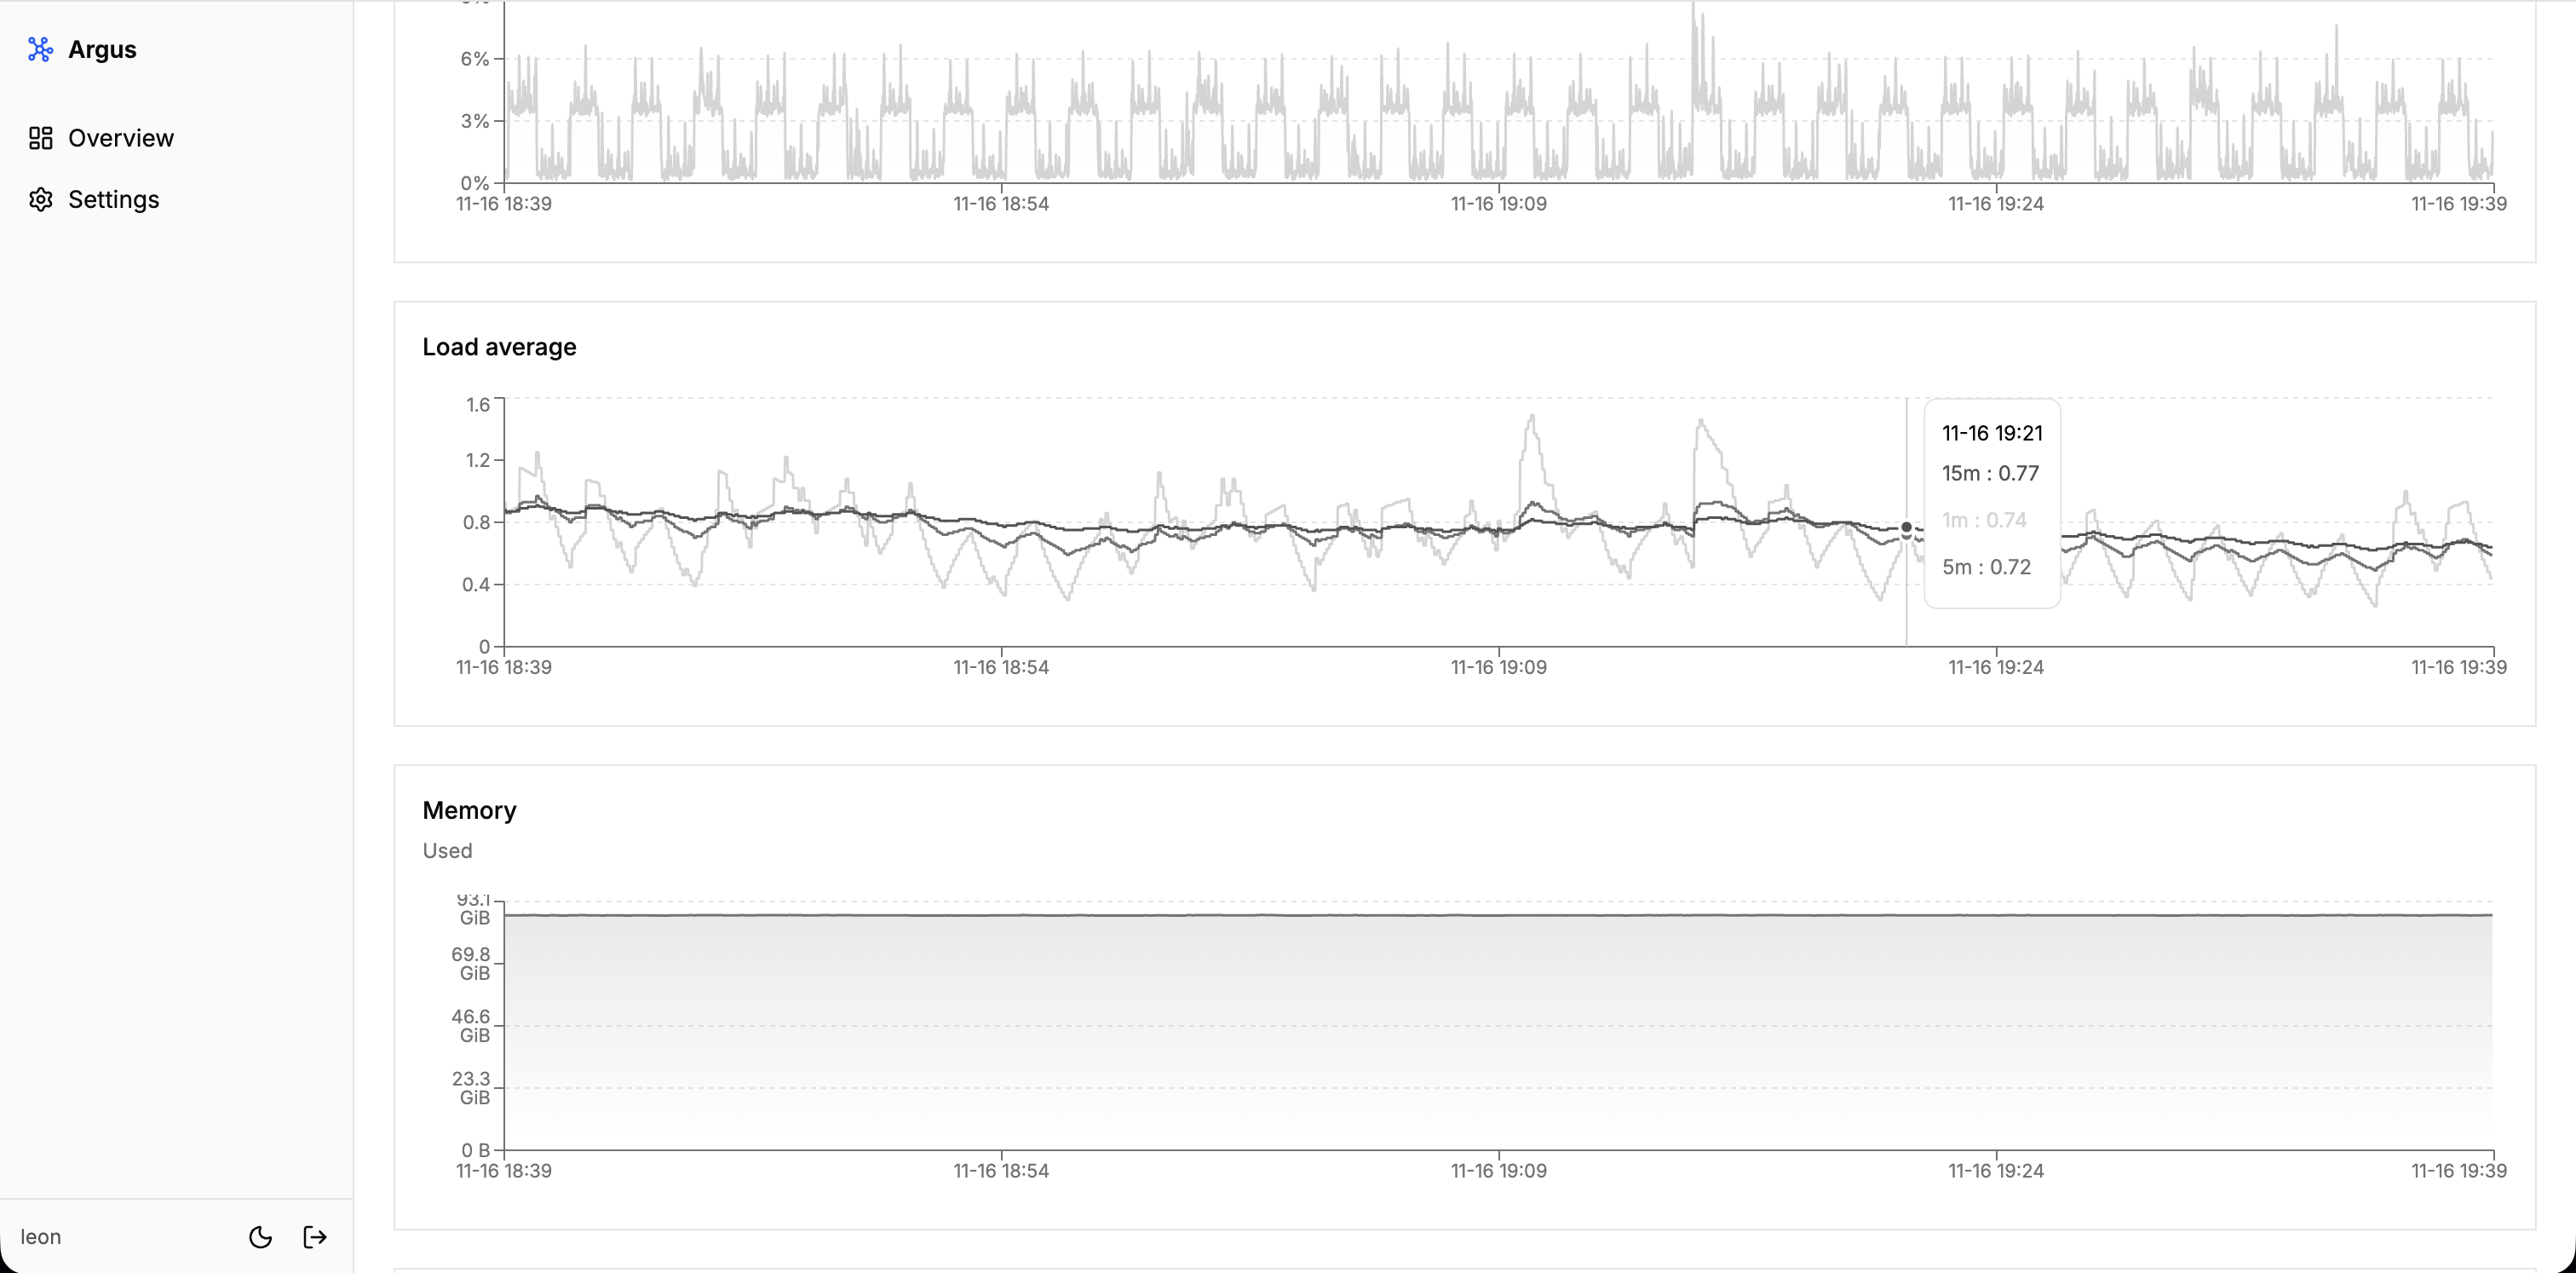 Argus
Overview
Settings
6%
3%
0%
11-16 18:39
11-16 18:54
11-16 19:09
11-16 19:24
11-16 19:39
Load average
1.6
1.2
0.8
0.4
0
11-16 19:21
15m : 0.77
1m : 0.74
5m : 0.72
11-16 18:39
11-16 18:54
11-16 19:09
11-16 19:24
11-16 19:39
Memory
Used
93.1
GiB
69.8
GiB
46.6
GiB
23.3
GiB
0 B
11-16 18:39
11-16 18:54
11-16 19:09
11-16 19:24
11-16 19:39
leon